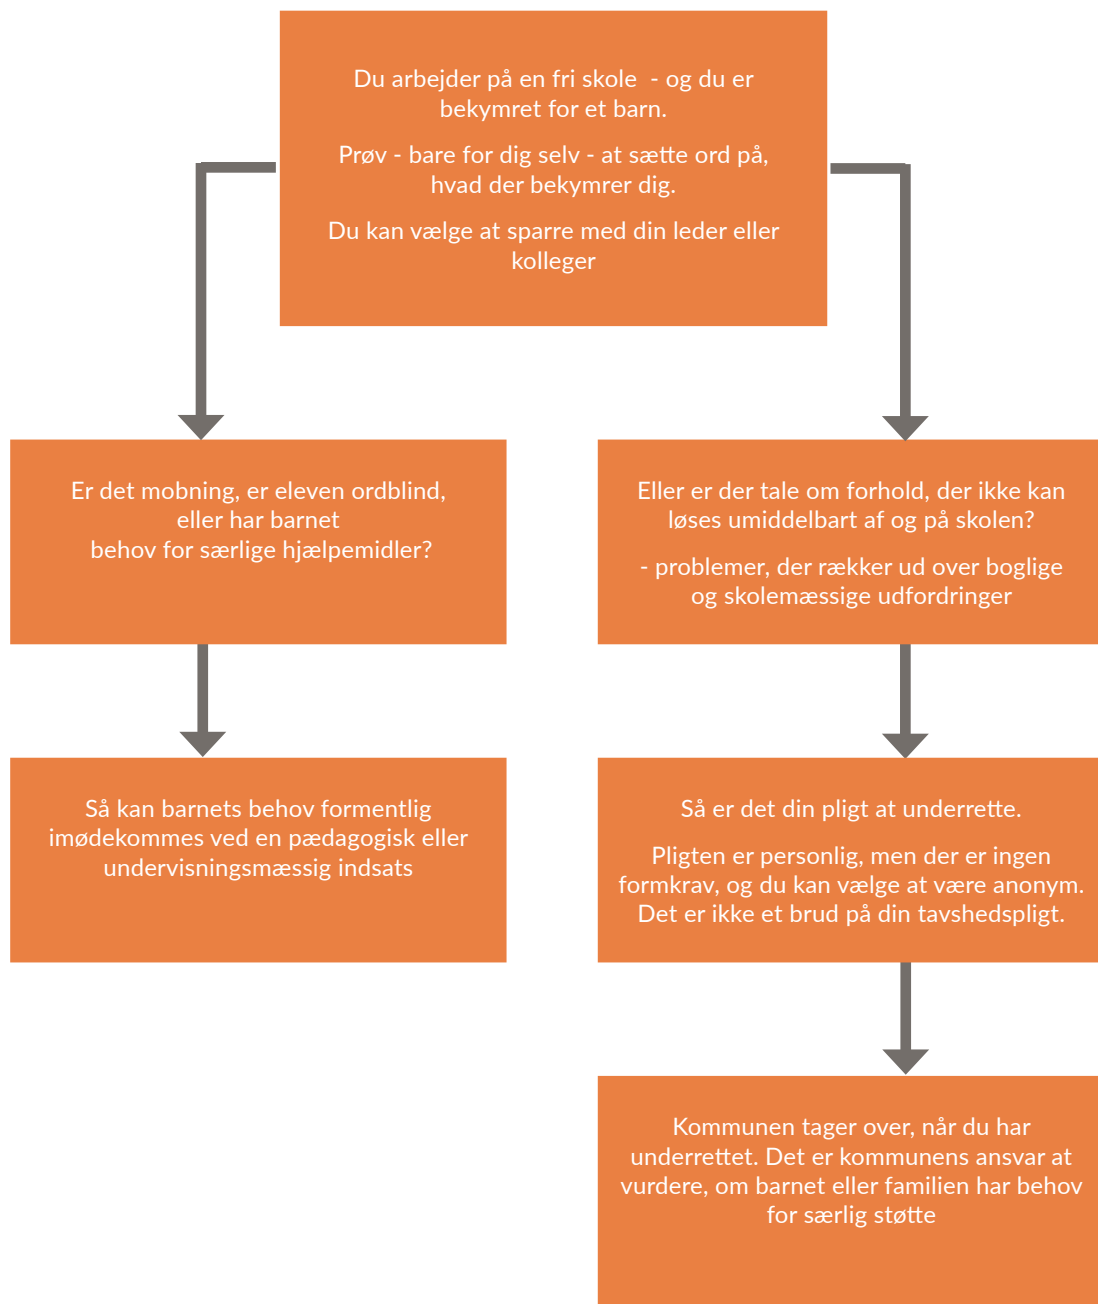 Du arbejder på en fri skole - og du er
bekymret for et barn.
Prøv - bare for dig selv - at sætte ord på,
hvad der bekymrer dig.
Du kan vælge at sparre med din leder eller
kolleger
Er det mobning, er eleven ordblind,
eller har barnet
behov for særlige hjælpemidler?
Eller er der tale om forhold, der ikke kan
løses umiddelbart af og på skolen?
- problemer, der rækker ud over boglige
og skolemæssige udfordringer
Så kan barnets behov formentlig
imødekommes ved en pædagogisk eller
undervisningsmæssig indsats
Så er det din pligt at underrette.
Pligten er personlig, men der er ingen
formkrav, og du kan vælge at være anonym.
Det er ikke et brud på din tavshedspligt.
Kommunen tager over, når du har
underrettet. Det er kommunens ansvar at
vurdere, om barnet eller familien har behov
for særlig støtte